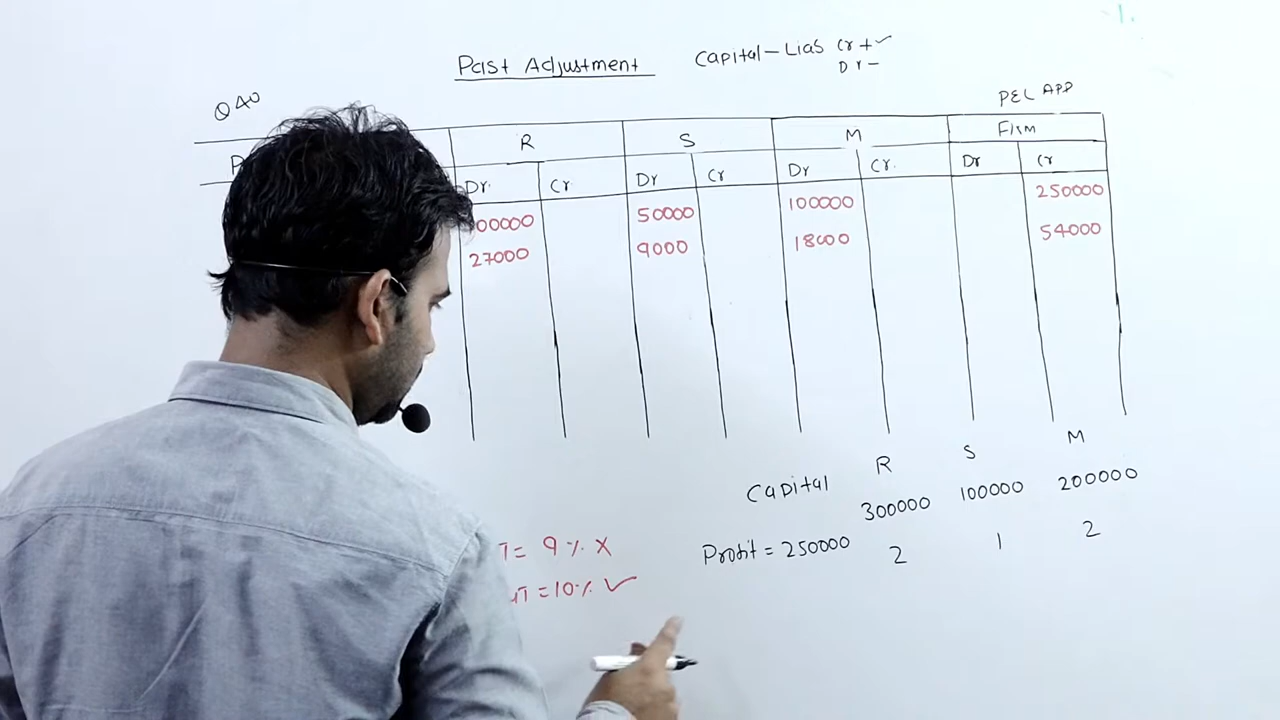 Past Adjustment Capital - Lias Cr + ✓
Dr -
Q40
P&L APP
R S M Firm
Dr. Cr Dr Cr Dr Cr. Dr Cr
00000 50000 100000 250000
27000 9000 18000 54000
R S M
Capital 300000 100000 200000
Profit = 250000 2 1 2
= 9% X
= 10% ✓